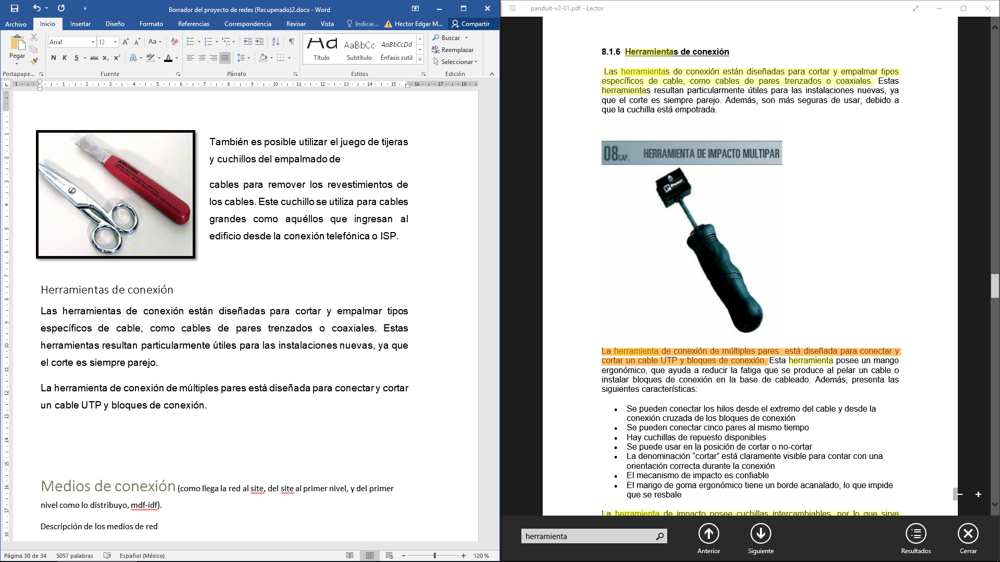 Borrador del proyecto de redes (Recuperado)2.docx - Word
Archivo Inicio Insertar Diseño Formato Referencias Correspondencia Revisar Vista Indicar... Hector Edgar M... Compartir
Pegar
Arial 12
Aa
N K S abc x₂ x²
AaBbCc AaBbCcDd
Título Subtítulo Énfasis sutil
Buscar
Reemplazar
Seleccionar
Portapape... Fuente Párrafo Estilos Edición
1 1 2 3 4 5 6 7 8 9 10 11 12 13 14 15 16 17 18
También es posible utilizar el juego de tijeras
y cuchillos del empalmado de
cables para remover los revestimientos de
los cables. Este cuchillo se utiliza para cables
grandes como aquéllos que ingresan al
edificio desde la conexión telefónica o ISP.
Herramientas de conexión
Las herramientas de conexión están diseñadas para cortar y empalmar tipos
específicos de cable, como cables de pares trenzados o coaxiales. Estas
herramientas resultan particularmente útiles para las instalaciones nuevas, ya que
el corte es siempre parejo.
La herramienta de conexión de múltiples pares está diseñada para conectar y cortar
un cable UTP y bloques de conexión.
Medios de conexión (como llega la red al site, del site al primer nivel, y del primer
nivel como lo distribuyo, mdf-idf).
Descripción de los medios de red
Página 30 de 34 5057 palabras Español (México) 120 %
panduit-v2-01.pdf - Lector
8.1.6 Herramientas de conexión
Las herramientas de conexión están diseñadas para cortar y empalmar tipos
específicos de cable, como cables de pares trenzados o coaxiales. Estas
herramientas resultan particularmente útiles para las instalaciones nuevas, ya
que el corte es siempre parejo. Además, son más seguras de usar, debido a
que la cuchilla está empotrada.
08 CAP. HERRAMIENTA DE IMPACTO MULTIPAR
La herramienta de conexión de múltiples pares está diseñada para conectar y
cortar un cable UTP y bloques de conexión. Esta herramienta posee un mango
ergonómico, que ayuda a reducir la fatiga que se produce al pelar un cable o
instalar bloques de conexión en la base de cableado. Además, presenta las
siguientes características:
• Se pueden conectar los hilos desde el extremo del cable y desde la
conexión cruzada de los bloques de conexión
• Se pueden conectar cinco pares al mismo tiempo
• Hay cuchillas de repuesto disponibles
• Se puede usar en la posición de cortar o no-cortar
• La denominación “cortar” está claramente visible para contar con una
orientación correcta durante la conexión
• El mecanismo de impacto es confiable
• El mango de goma ergonómico tiene un borde acanalado, lo que impide
que se resbale
La herramienta de impacto posee cuchillas intercambiables, por lo que sirve
herramienta
Anterior Siguiente Resultados Cerrar